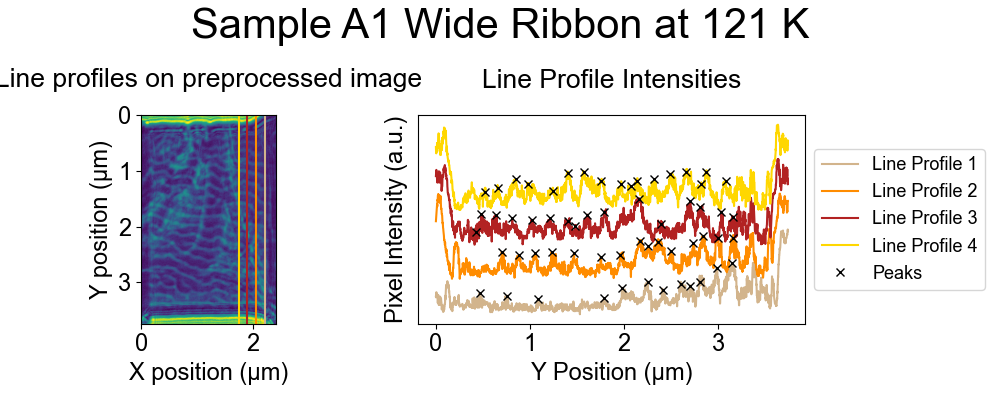 Sample A1 Wide Ribbon at 121 K
Line profiles on preprocessed image
Line Profile Intensities
Y position (μm)
0
1
2
3
0
2
X position (μm)
Pixel Intensity (a.u.)
0
1
2
3
Y Position (μm)
Line Profile 1
Line Profile 2
Line Profile 3
Line Profile 4
Peaks